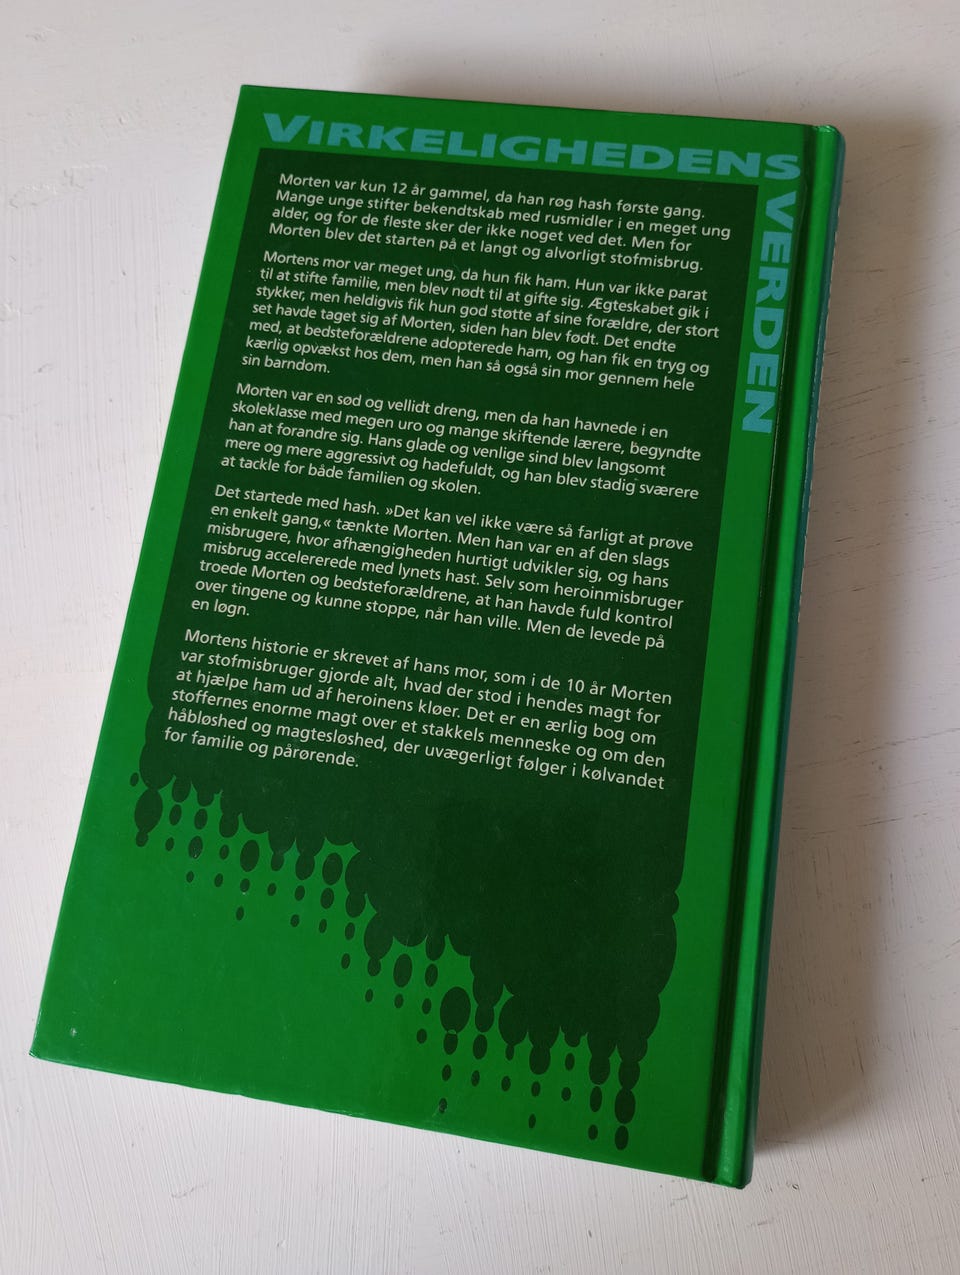 VIRKELIGHEDENS
VERDEN
Morten var kun 12 år gammel, da han røg hash første gang.
Mange unge stifter bekendtskab med rusmidler i en meget ung
alder, og for de fleste sker der ikke noget ved det. Men for
Morten blev det starten på et langt og alvorligt stofmisbrug.
Mortens mor var meget ung, da hun fik ham. Hun var ikke parat
til at stifte familie, men blev nødt til at gifte sig. Ægteskabet gik i
stykker, men heldigvis fik hun god støtte af sine forældre, der stort
set havde taget sig af Morten, siden han blev født. Det endte
med, at bedsteforældrene adopterede ham, og han fik en tryg og
kærlig opvækst hos dem, men han så også sin mor gennem hele
sin barndom.
Morten var en sød og vellidt dreng, men da han havnede i en
skoleklasse med megen uro og mange skiftende lærere, begyndte
han at forandre sig. Hans glade og venlige sind blev langsomt
mere og mere aggressivt og hadefuldt, og han blev stadig sværere
at tackle for både familien og skolen.
Det startede med hash. »Det kan vel ikke være så farligt at prøve
en enkelt gang,« tænkte Morten. Men han var en af den slags
misbrugere, hvor afhængigheden hurtigt udvikler sig, og hans
misbrug accelererede med lynets hast. Selv som heroinmisbruger
troede Morten og bedsteforældrene, at han havde fuld kontrol
over tingene og kunne stoppe, når han ville. Men de levede på
en løgn.
Mortens historie er skrevet af hans mor, som i de 10 år Morten
var stofmisbruger gjorde alt, hvad der stod i hendes magt for
at hjælpe ham ud af heroinens kløer. Det er en ærlig bog om
stoffernes enorme magt over et stakkels menneske og om den
håbløshed og magtesløshed, der uvægerligt følger i kølvandet
for familie og pårørende.